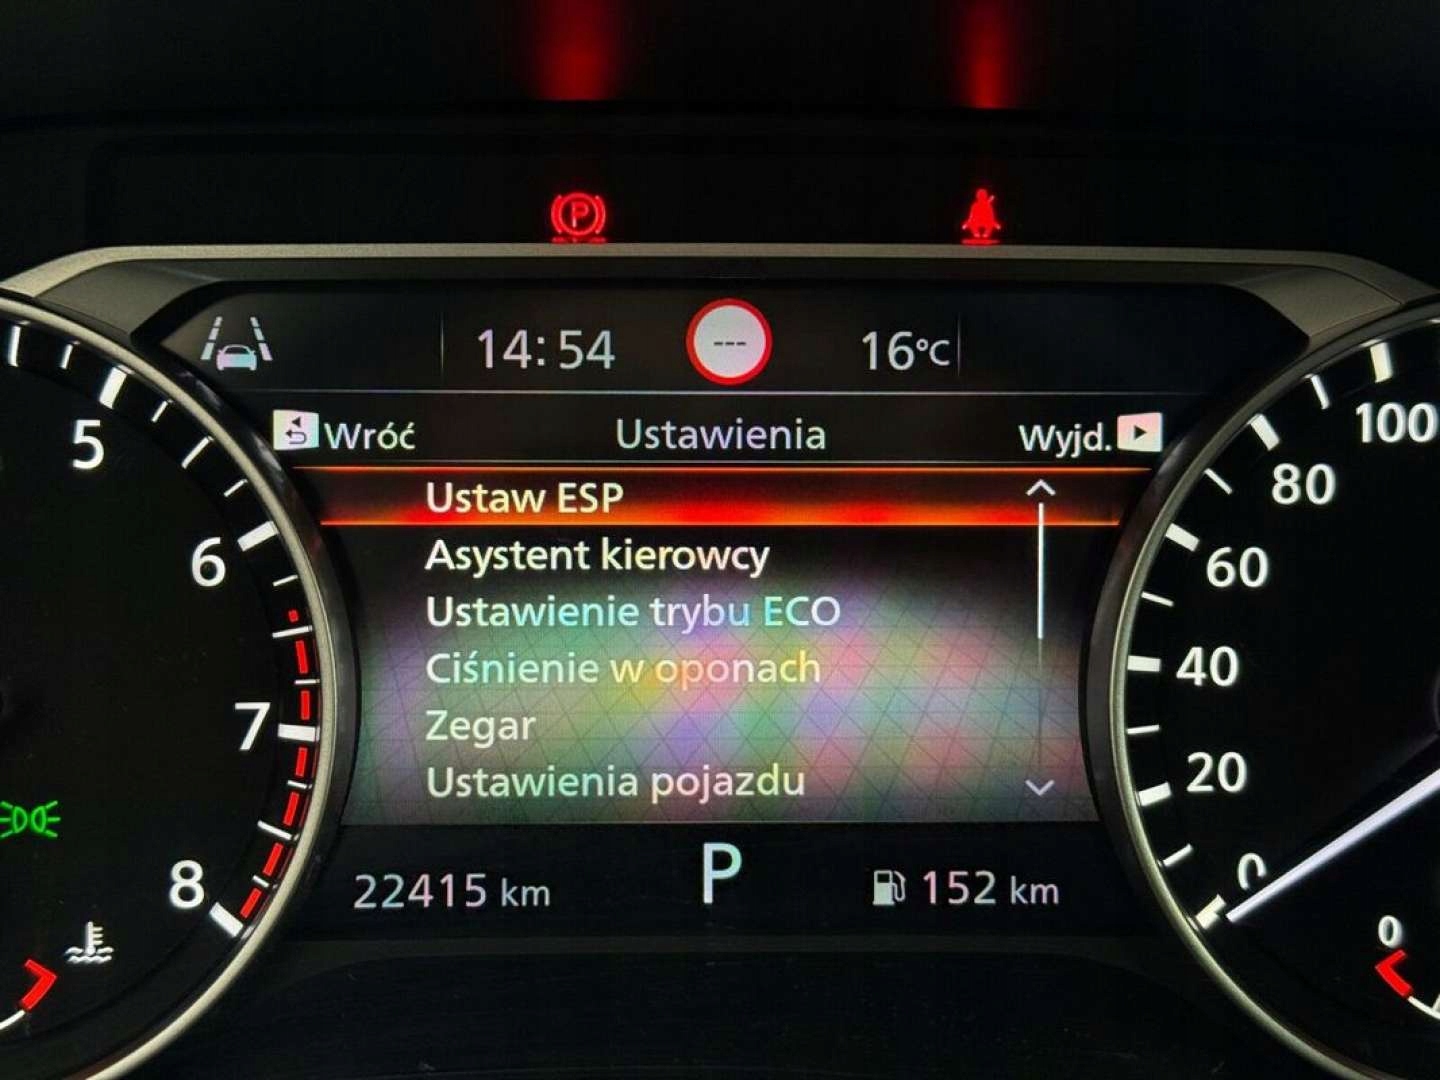 P
14:54
---
16°C
Wróć
Ustawienia
Wyjd.
Ustaw ESP
Asystent kierowcy
Ustawienie trybu ECO
Ciśnienie w oponach
Zegar
Ustawienia pojazdu
22415 km
P
152 km
5
6
7
8
100
80
60
40
20
0
0